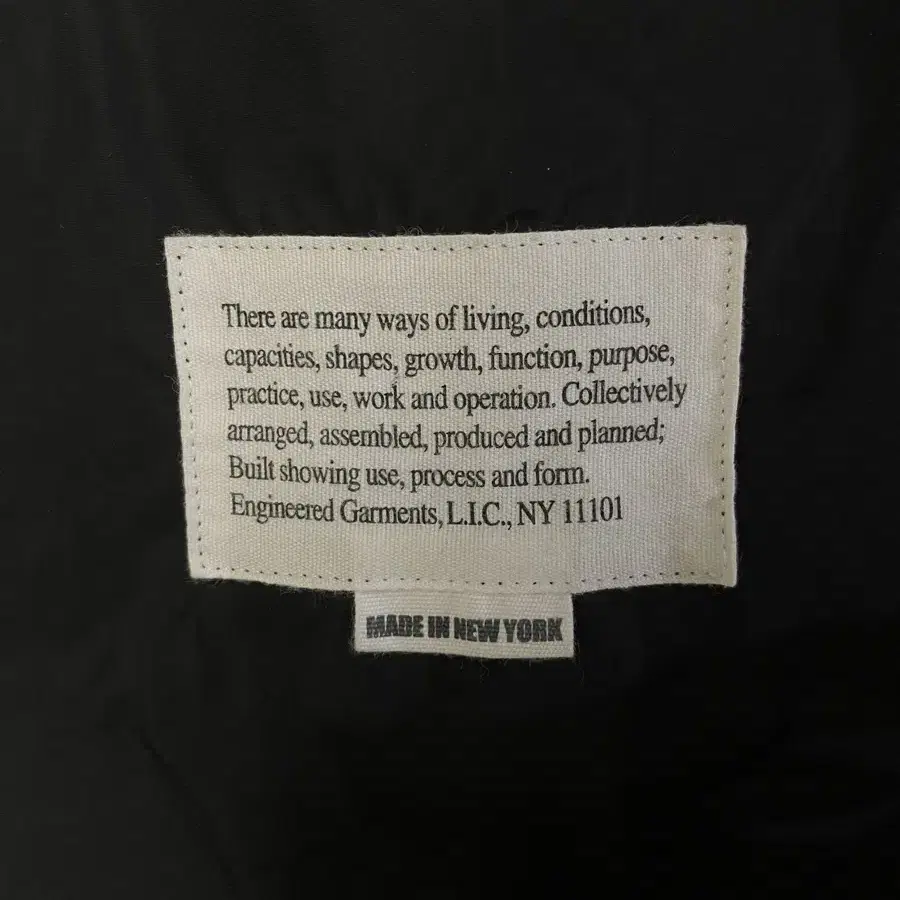 There are many ways of living, conditions,
capacities, shapes, growth, function, purpose,
practice, use, work and operation. Collectively
arranged, assembled, produced and planned;
Built showing use, process and form.
Engineered Garments, L.I.C., NY 11101
MADE IN NEW YORK